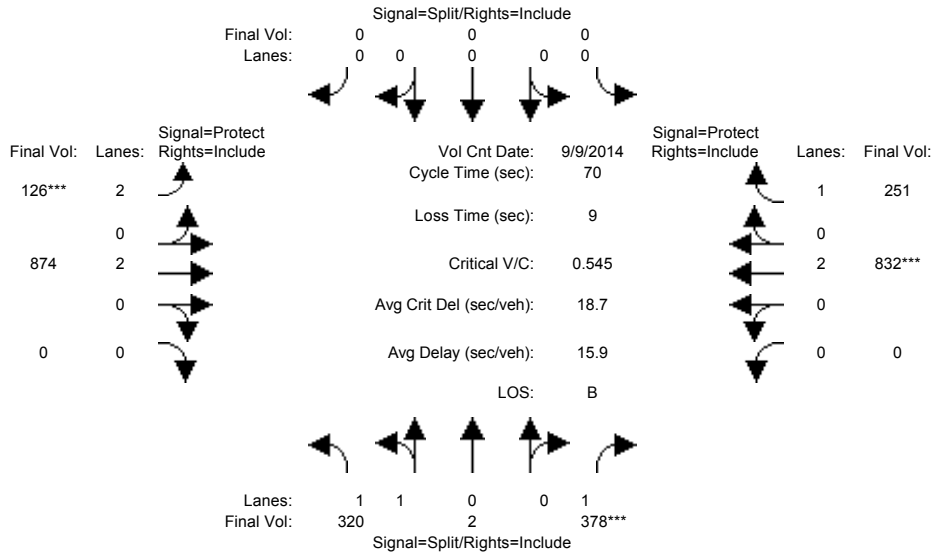 Signal=Split/Rights=Include
Final Vol: 0 0 0
Lanes: 0 0 0 0 0
Signal=Protect Signal=Protect
Final Vol: Lanes: Rights=Include Vol Cnt Date: 9/9/2014 Rights=Include Lanes: Final Vol:
Cycle Time (sec): 70
126*** 2 1 251
Loss Time (sec): 9
0 0
874 2 Critical V/C: 0.545 2 832***
0 Avg Crit Del (sec/veh): 18.7 0
0 0 Avg Delay (sec/veh): 15.9 0 0
LOS: B
Lanes: 1 1 0 0 1
Final Vol: 320 2 378***
Signal=Split/Rights=Include